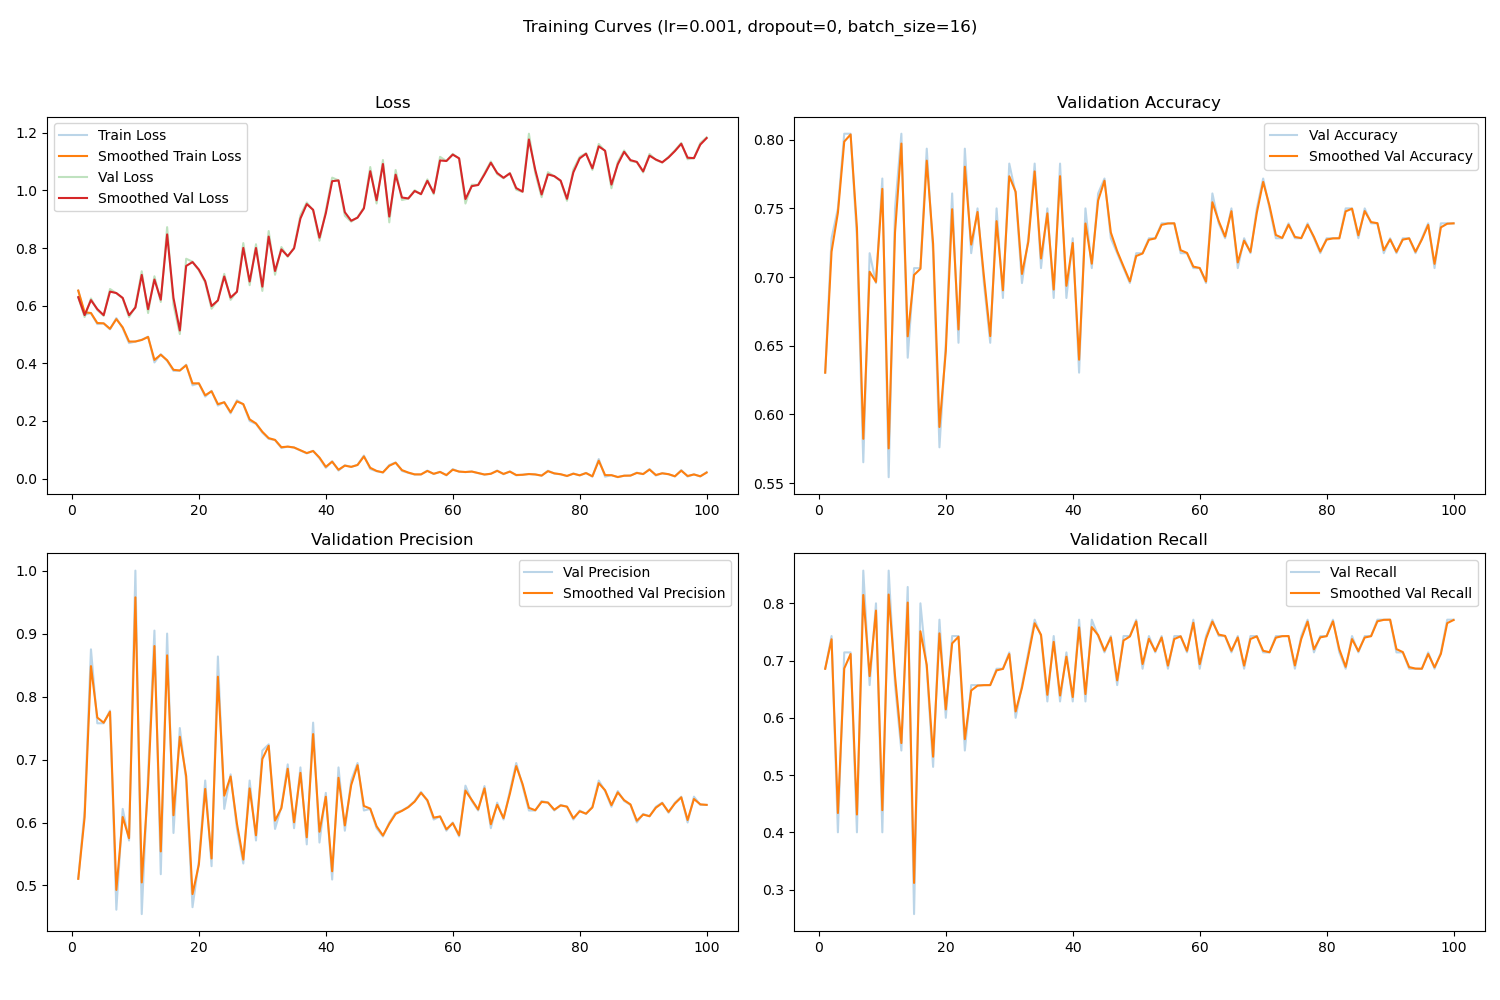 Training Curves (lr=0.001, dropout=0, batch_size=16)
Loss
Train Loss
Smoothed Train Loss
Val Loss
Smoothed Val Loss
1.2
1.0
0.8
0.6
0.4
0.2
0.0
0 20 40 60 80 100
Validation Accuracy
Val Accuracy
Smoothed Val Accuracy
0.80
0.75
0.70
0.65
0.60
0.55
0 20 40 60 80 100
Validation Precision
Val Precision
Smoothed Val Precision
1.0
0.9
0.8
0.7
0.6
0.5
0 20 40 60 80 100
Validation Recall
Val Recall
Smoothed Val Recall
0.8
0.7
0.6
0.5
0.4
0.3
0 20 40 60 80 100